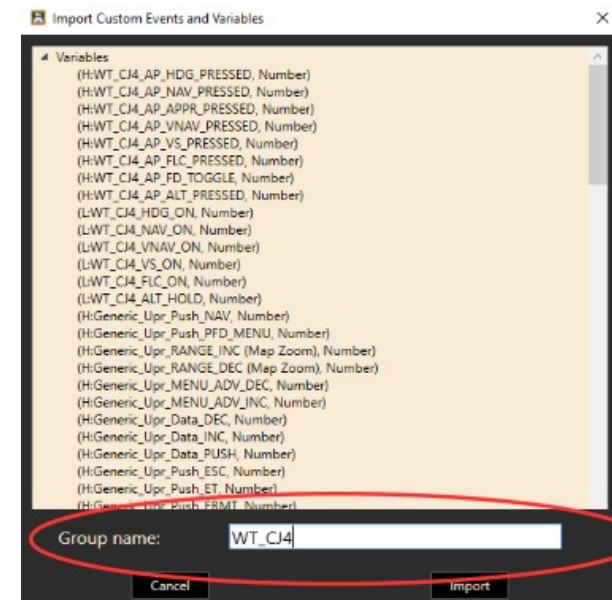 Import Custom Events and Variables
Variables
(H:WT_CJ4_AP_HDG_PRESSED, Number)
(H:WT_CJ4_AP_NAV_PRESSED, Number)
(H:WT_CJ4_AP_APPR_PRESSED, Number)
(H:WT_CJ4_AP_VNAV_PRESSED, Number)
(H:WT_CJ4_AP_VS_PRESSED, Number)
(H:WT_CJ4_AP_FLC_PRESSED, Number)
(H:WT_CJ4_AP_FD_TOGGLE, Number)
(H:WT_CJ4_AP_ALT_PRESSED, Number)
(L:WT_CJ4_HDG_ON, Number)
(L:WT_CJ4_NAV_ON, Number)
(L:WT_CJ4_VNAV_ON, Number)
(L:WT_CJ4_VS_ON, Number)
(L:WT_CJ4_FLC_ON, Number)
(L:WT_CJ4_ALT_HOLD, Number)
(H:Generic_Upr_Push_NAV, Number)
(H:Generic_Upr_Push_PFD_MENU, Number)
(H:Generic_Upr_RANGE_INC (Map Zoom), Number)
(H:Generic_Upr_RANGE_DEC (Map Zoom), Number)
(H:Generic_Upr_MENU_ADV_DEC, Number)
(H:Generic_Upr_MENU_ADV_INC, Number)
(H:Generic_Upr_Data_DEC, Number)
(H:Generic_Upr_Data_INC, Number)
(H:Generic_Upr_Data_PUSH, Number)
(H:Generic_Upr_Push_ESC, Number)
(H:Generic_Upr_Push_ET, Number)
(H:Generic_Upr_Push_FRMT, Number)
Group name: WT_CJ4
Cancel Import